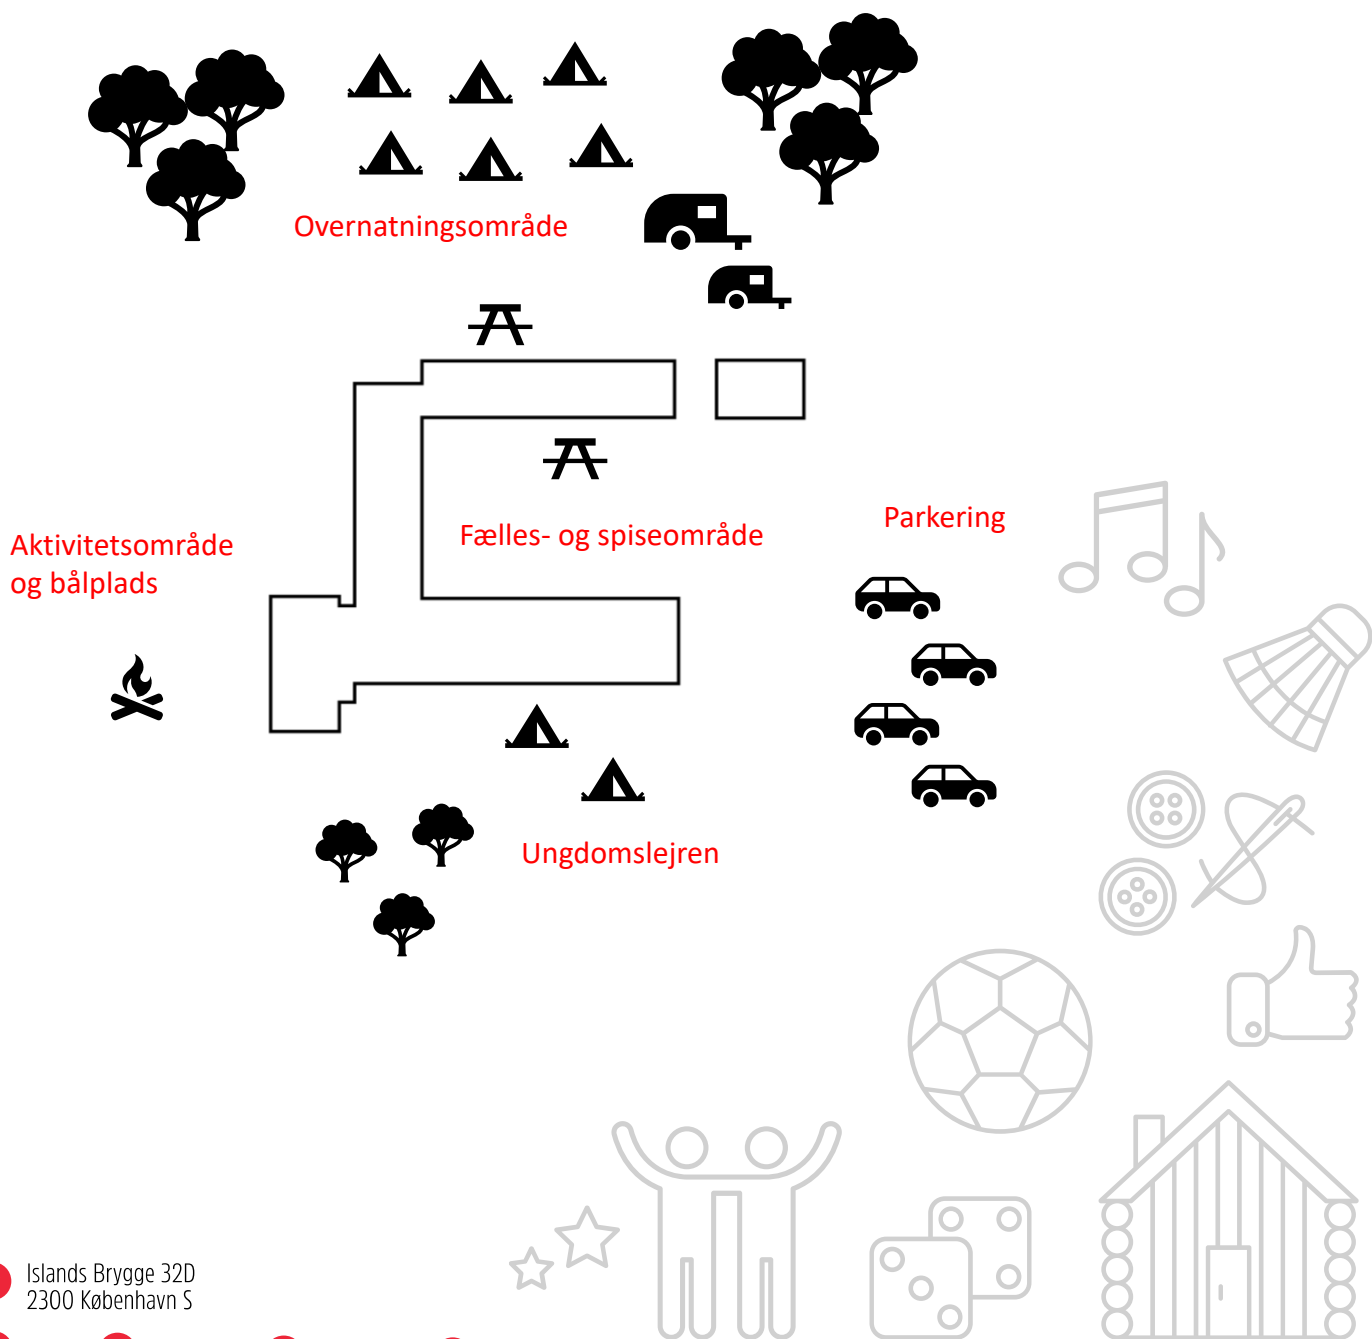 Overnatningsområde
Fælles- og spiseområde
Parkering
Aktivitetsområde
og bålplads
Ungdomslejren
Islands Brygge 32D
2300 København S